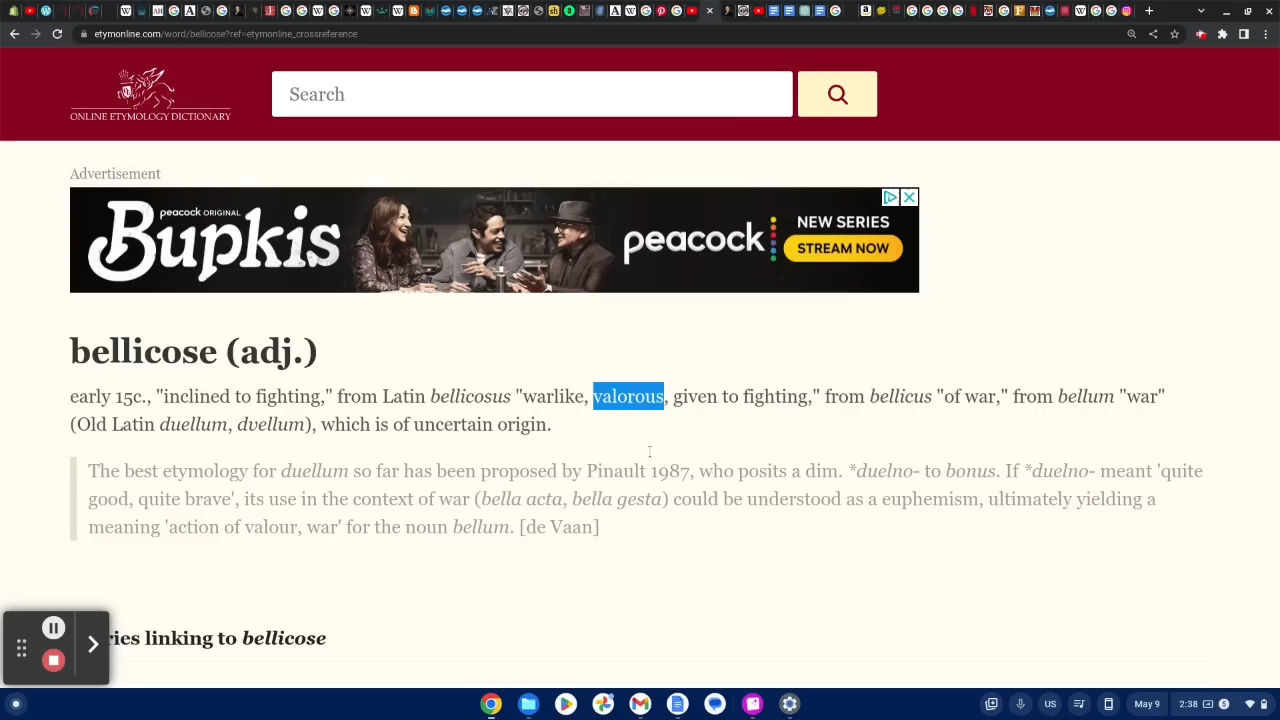 etymonline.com/word/bellicose?ref=etymonline_crossreference
ONLINE ETYMOLOGY DICTIONARY
Search
Advertisement
peacock ORIGINAL
Bupkis
peacock
NEW SERIES
STREAM NOW
bellicose (adj.)
early 15c., "inclined to fighting," from Latin bellicosus "warlike, valorous, given to fighting," from bellicus "of war," from bellum "war"
(Old Latin duellum, dvellum), which is of uncertain origin.
The best etymology for duellum so far has been proposed by Pinault 1987, who posits a dim. *duelno- to bonus. If *duelno- meant 'quite
good, quite brave', its use in the context of war (bella acta, bella gesta) could be understood as a euphemism, ultimately yielding a
meaning 'action of valour, war' for the noun bellum. [de Vaan]
ries linking to bellicose
US
May 9
2:38
5